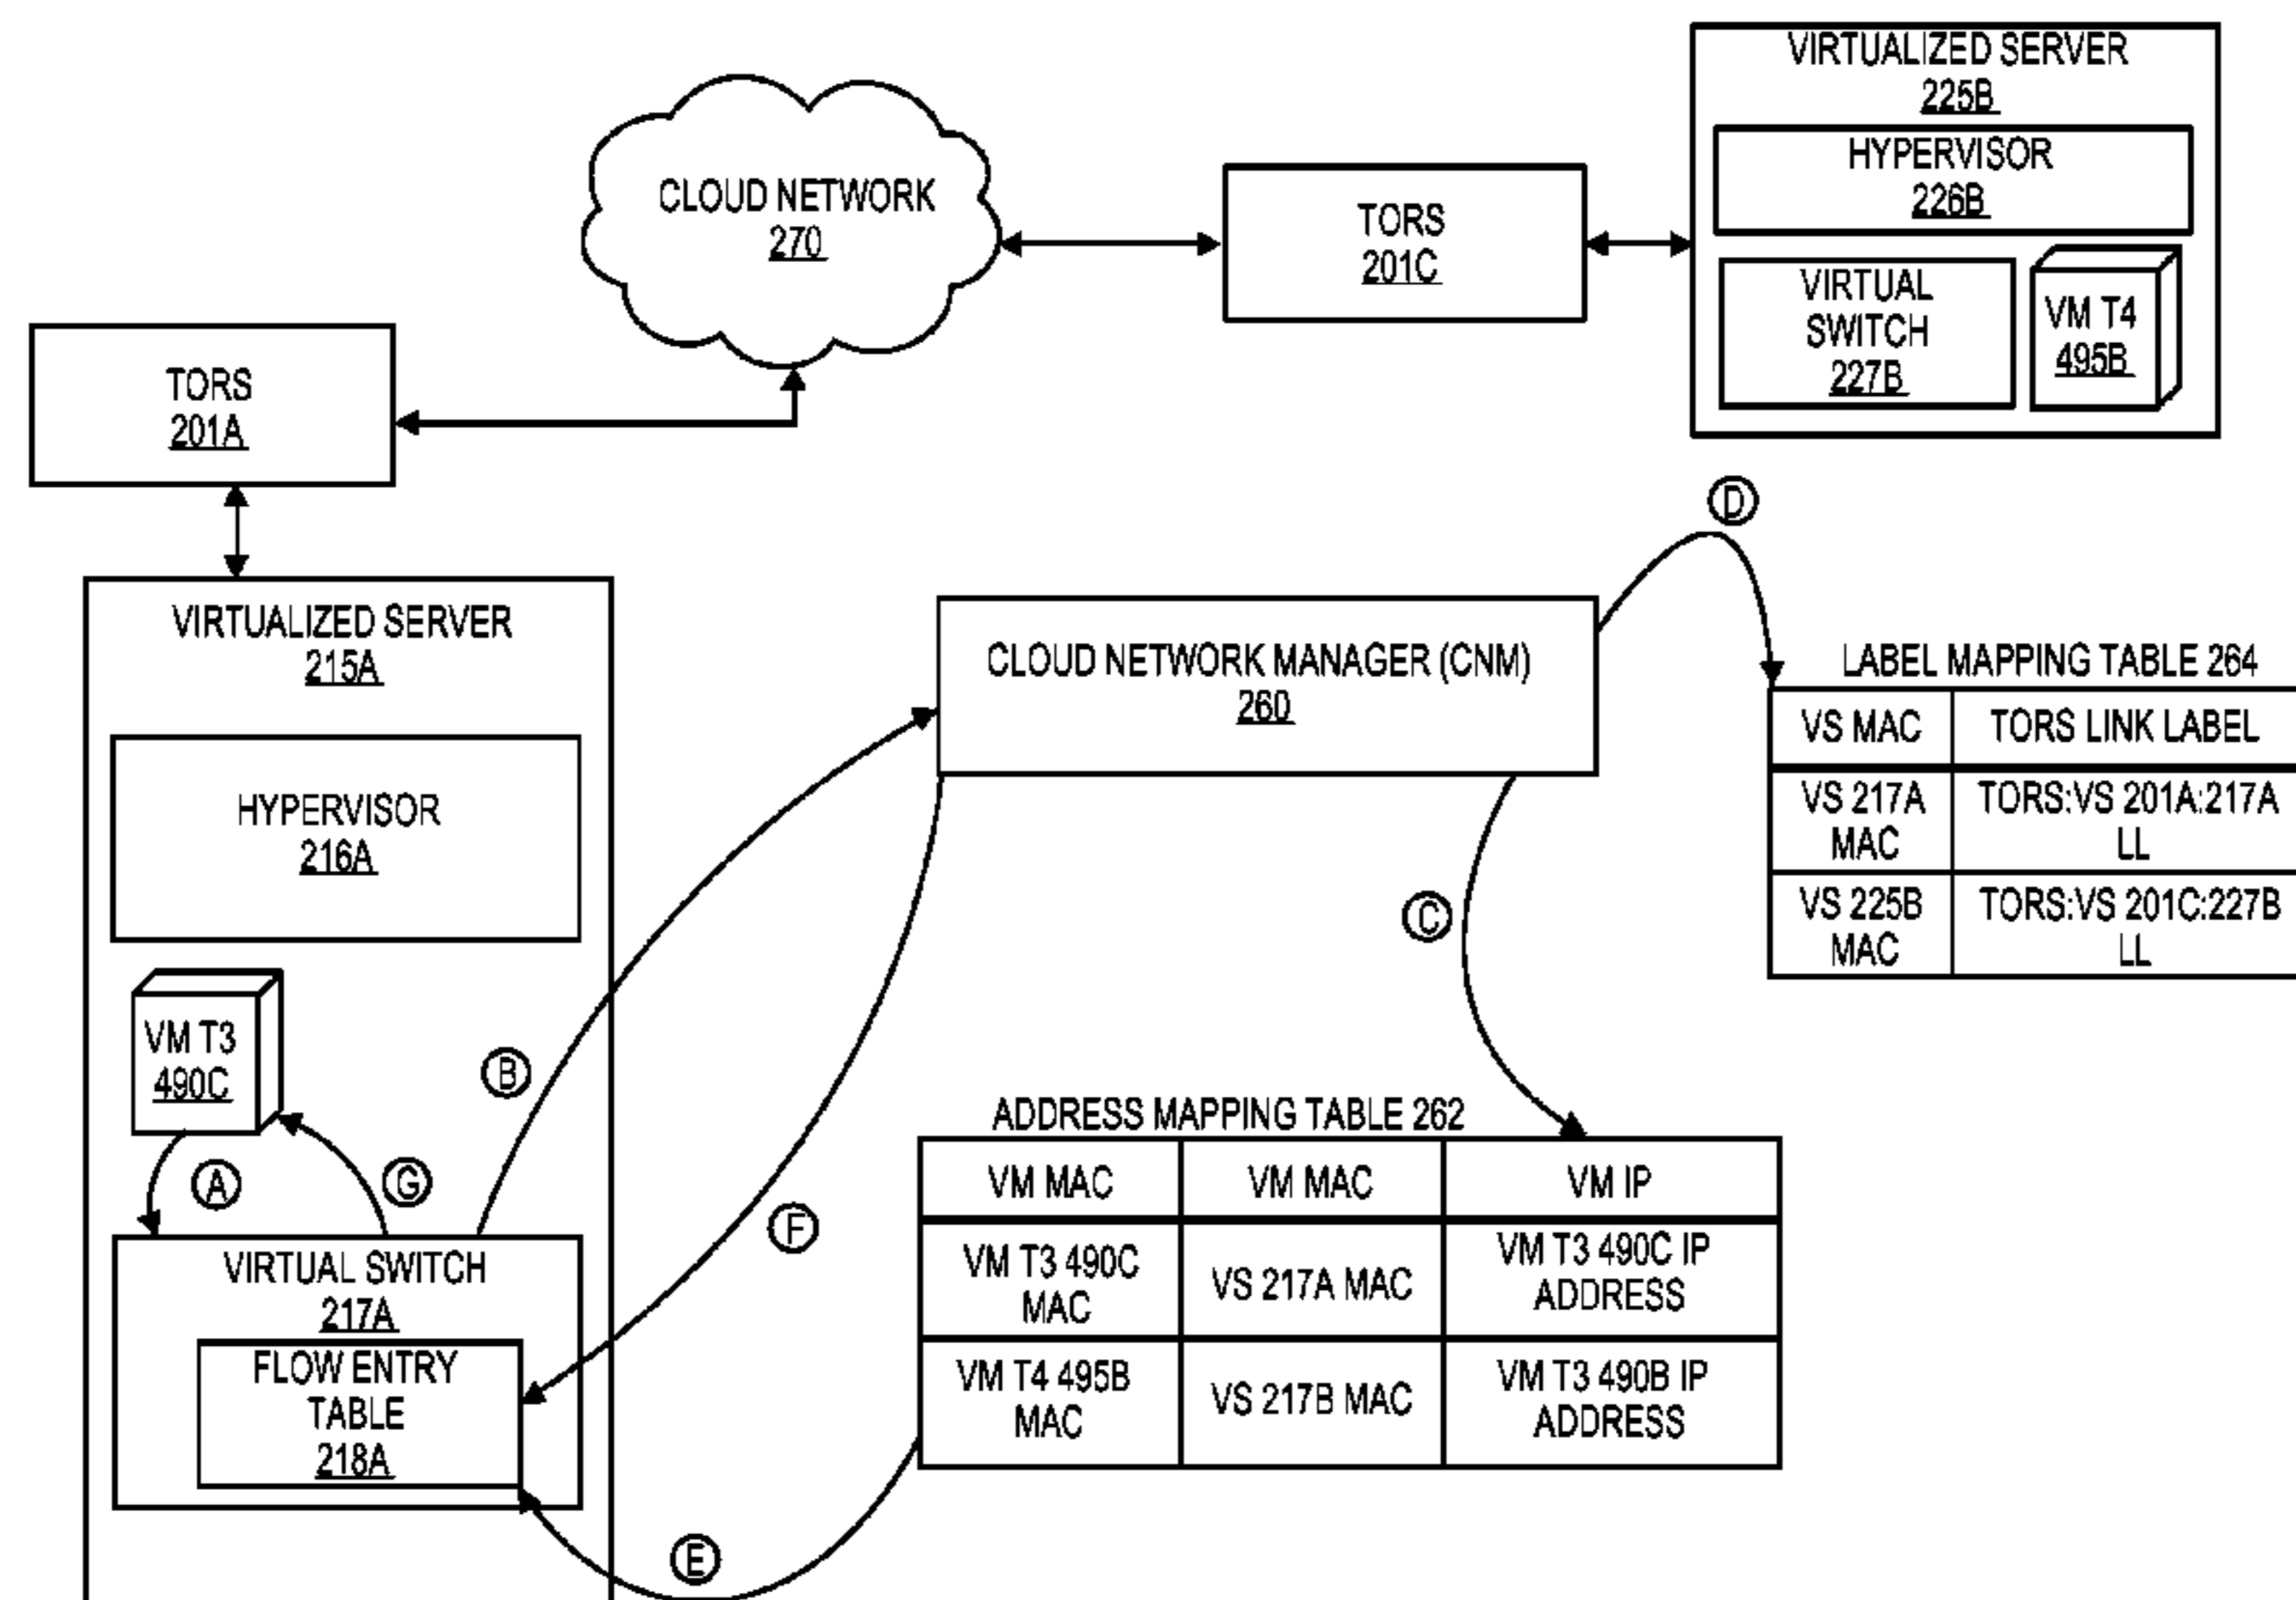 VIRTUALIZED SERVER
225B
HYPERVISOR
226B
VIRTUAL
SWITCH
227B
VM T4
495B
CLOUD NETWORK
270
TORS
201C
TORS
201A
D
VIRTUALIZED SERVER
215A
HYPERVISOR
216A
VM T3
490C
A
G
B
VIRTUAL SWITCH
217A
FLOW ENTRY
TABLE
218A
CLOUD NETWORK MANAGER (CNM)
260
C
F
E
LABEL MAPPING TABLE 264
VS MAC
TORS LINK LABEL
VS 217A
MAC
TORS:VS 201A:217A
LL
VS 225B
MAC
TORS:VS 201C:227B
LL
ADDRESS MAPPING TABLE 262
VM MAC
VM MAC
VM IP
VM T3 490C
MAC
VS 217A MAC
VM T3 490C IP
ADDRESS
VM T4 495B
MAC
VS 217B MAC
VM T3 490B IP
ADDRESS